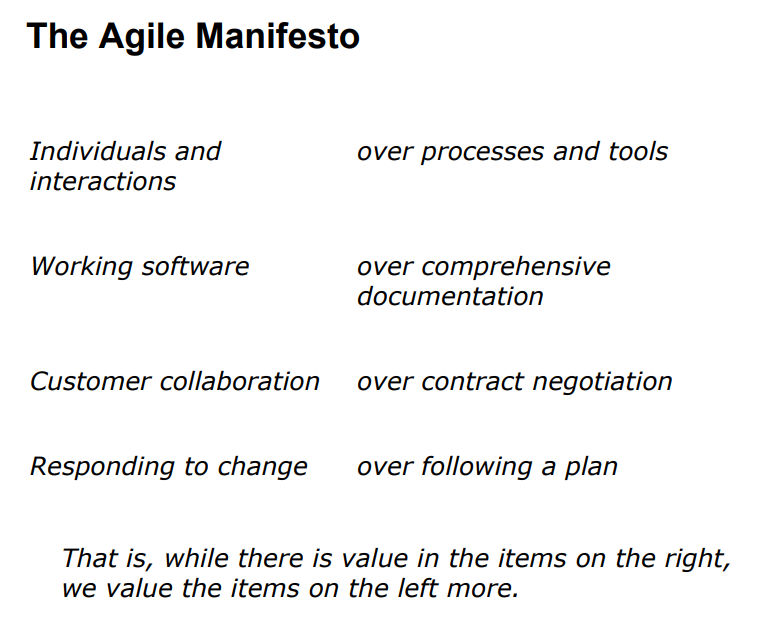 The Agile Manifesto
Individuals and interactions over processes and tools
Working software over comprehensive documentation
Customer collaboration over contract negotiation
Responding to change over following a plan
That is, while there is value in the items on the right,
we value the items on the left more.